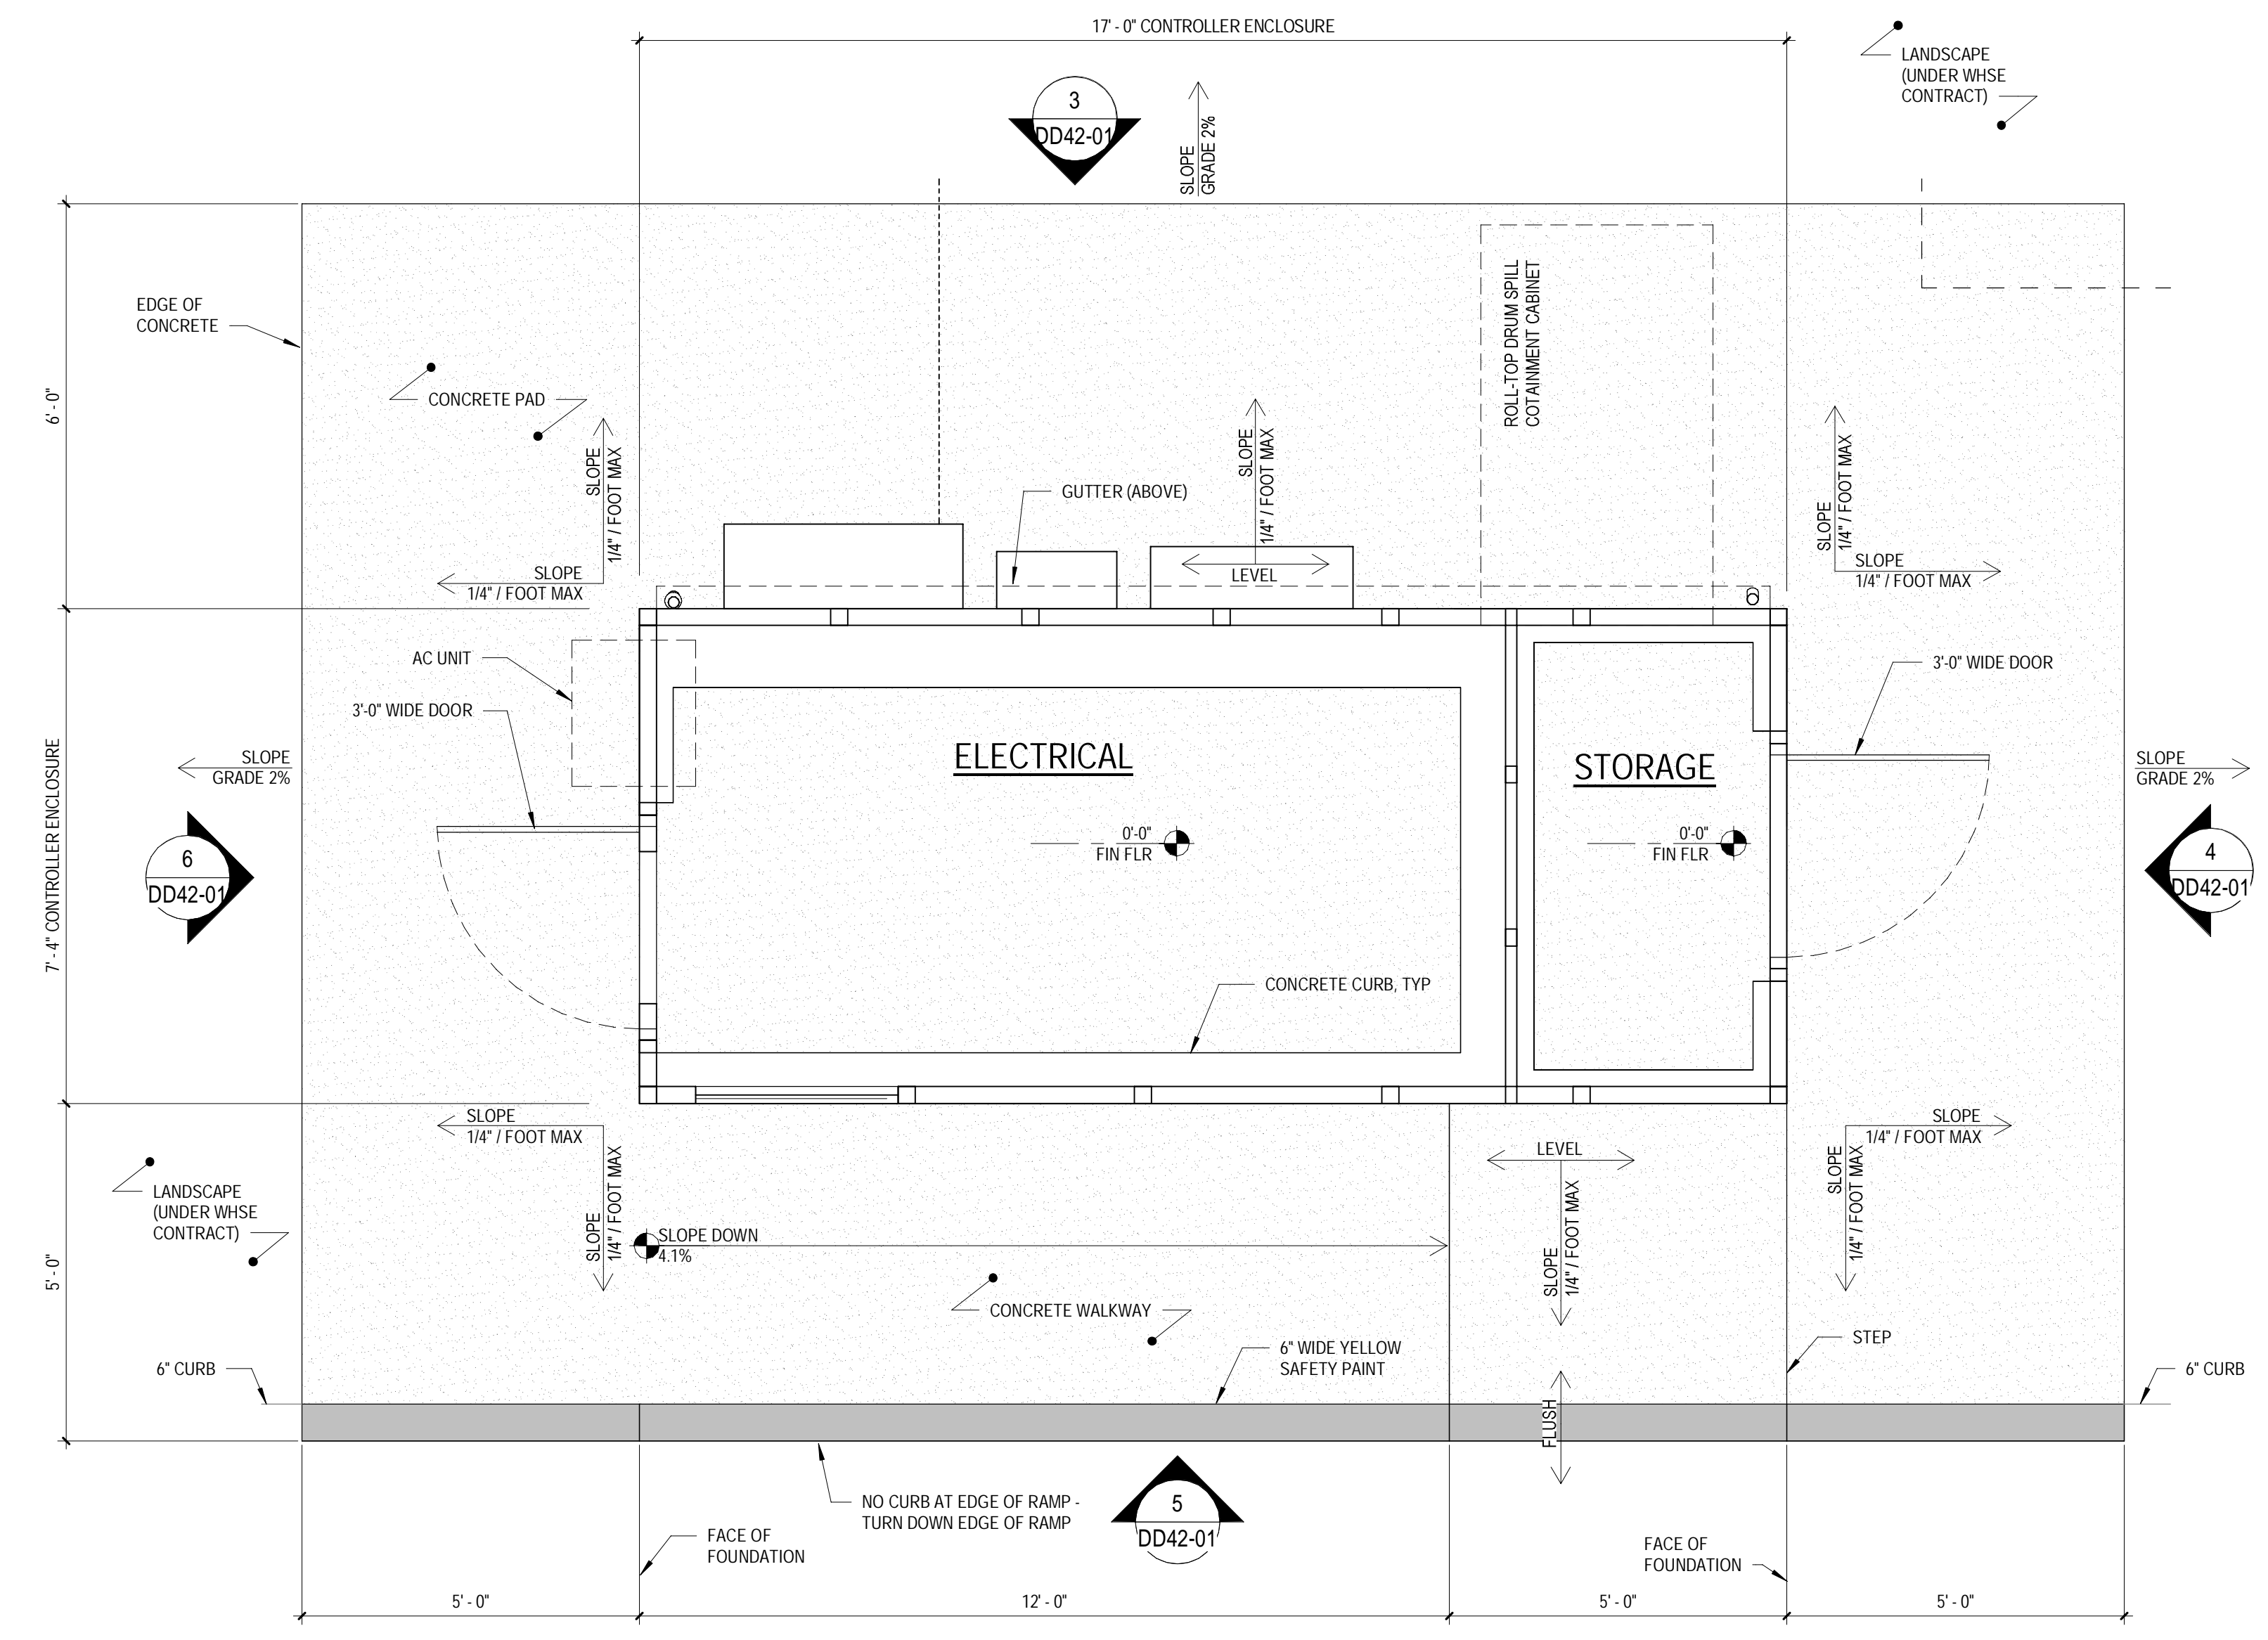 17' - 0" CONTROLLER ENCLOSURE
LANDSCAPE
(UNDER WHSE
CONTRACT)
3
DD42-01
SLOPE
GRADE 2%
EDGE OF
CONCRETE
6' - 0"
CONCRETE PAD
SLOPE
1/4" / FOOT MAX
SLOPE
1/4" / FOOT MAX
GUTTER (ABOVE)
SLOPE
1/4" / FOOT MAX
LEVEL
ROLL-TOP DRUM SPILL
COTAINMENT CABINET
SLOPE
1/4" / FOOT MAX
SLOPE
1/4" / FOOT MAX
AC UNIT
3'-0" WIDE DOOR
3'-0" WIDE DOOR
SLOPE
GRADE 2%
ELECTRICAL
STORAGE
SLOPE
GRADE 2%
7' - 4" CONTROLLER ENCLOSURE
6
DD42-01
0'-0"
FIN FLR
0'-0"
FIN FLR
4
DD42-01
CONCRETE CURB, TYP
SLOPE
1/4" / FOOT MAX
SLOPE
1/4" / FOOT MAX
LEVEL
SLOPE
1/4" / FOOT MAX
SLOPE
1/4" / FOOT MAX
SLOPE
1/4" / FOOT MAX
LANDSCAPE
(UNDER WHSE
CONTRACT)
5' - 0"
SLOPE DOWN
4.1%
CONCRETE WALKWAY
6" WIDE YELLOW
SAFETY PAINT
STEP
6" CURB
6" CURB
FLUSH
NO CURB AT EDGE OF RAMP -
TURN DOWN EDGE OF RAMP
5
DD42-01
FACE OF
FOUNDATION
FACE OF
FOUNDATION
5' - 0"
12' - 0"
5' - 0"
5' - 0"